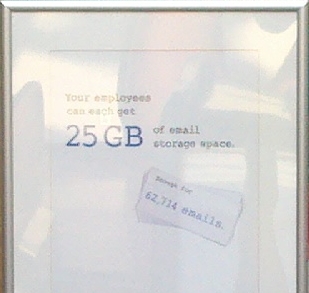 Your employees
can each get
25 GB of email
storage space.
Enough for
62,714 emails.